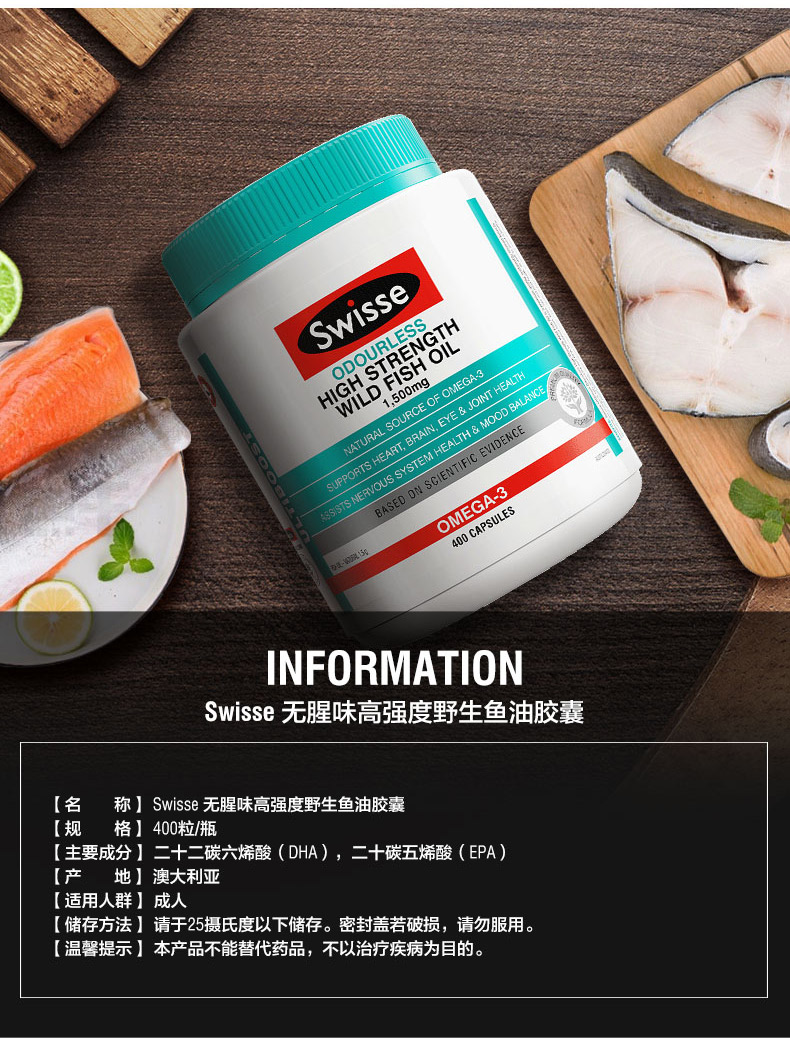 Swisse
ODOURLESS
HIGH STRENGTH
WILD FISH OIL
1,500mg
NATURAL SOURCE OF OMEGA-3
SUPPORTS HEART, BRAIN, EYE & JOINT HEALTH
ASSISTS NERVOUS SYSTEM HEALTH & MOOD BALANCE
BASED ON SCIENTIFIC EVIDENCE
OMEGA-3
400 CAPSULES
ULTIBOOST
INFORMATION
Swisse 无腥味高强度野生鱼油胶囊
【名 称】Swisse 无腥味高强度野生鱼油胶囊
【规 格】400粒/瓶
【主要成分】二十二碳六烯酸(DHA),二十碳五烯酸(EPA)
【产 地】澳大利亚
【适用人群】成人
【储存方法】请于25摄氏度以下储存。密封盖若破损,请勿服用。
【温馨提示】本产品不能替代药品,不以治疗疾病为目的。